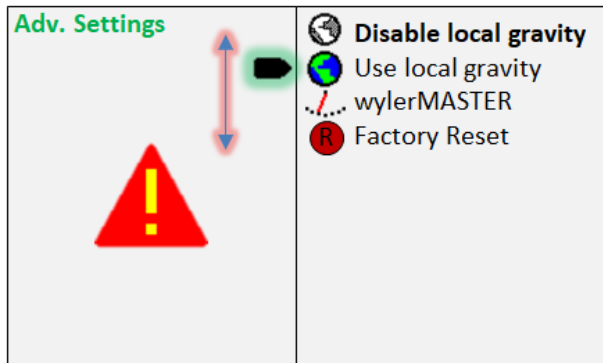 Adv. Settings
Disable local gravity
Use local gravity
wylerMASTER
R Factory Reset